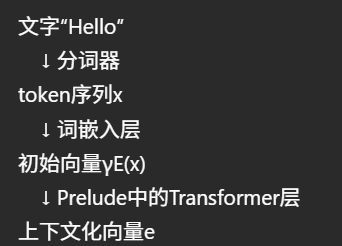 文字“Hello”
↓分词器
token序列x
↓词嵌入层
初始向量γE(x)
↓Prelude中的Transformer层
上下文化向量e